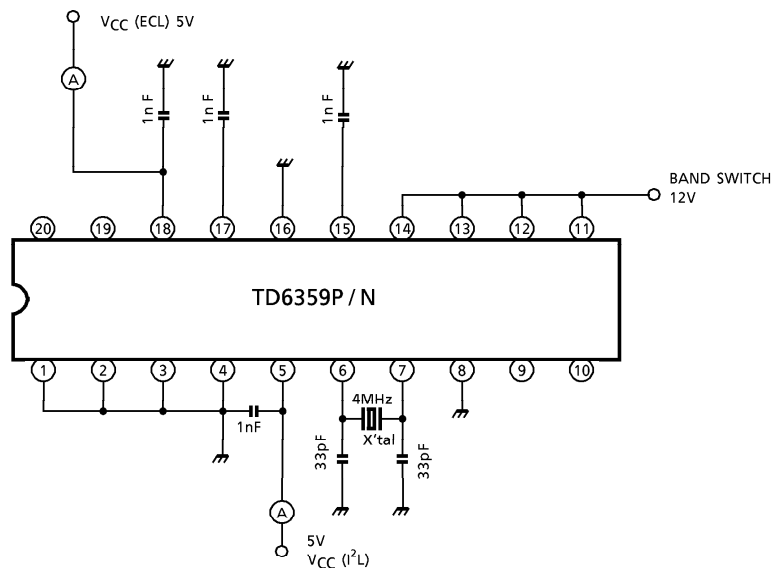 VCC (ECL) 5V
A
1n F
1n F
1n F
BAND SWITCH
12V
20
19
18
17
16
15
14
13
12
11
TD6359P / N
1
2
3
4
5
6
7
8
9
10
1nF
4MHz
X'tal
33pF
33pF
A
5V
VCC (I²L)